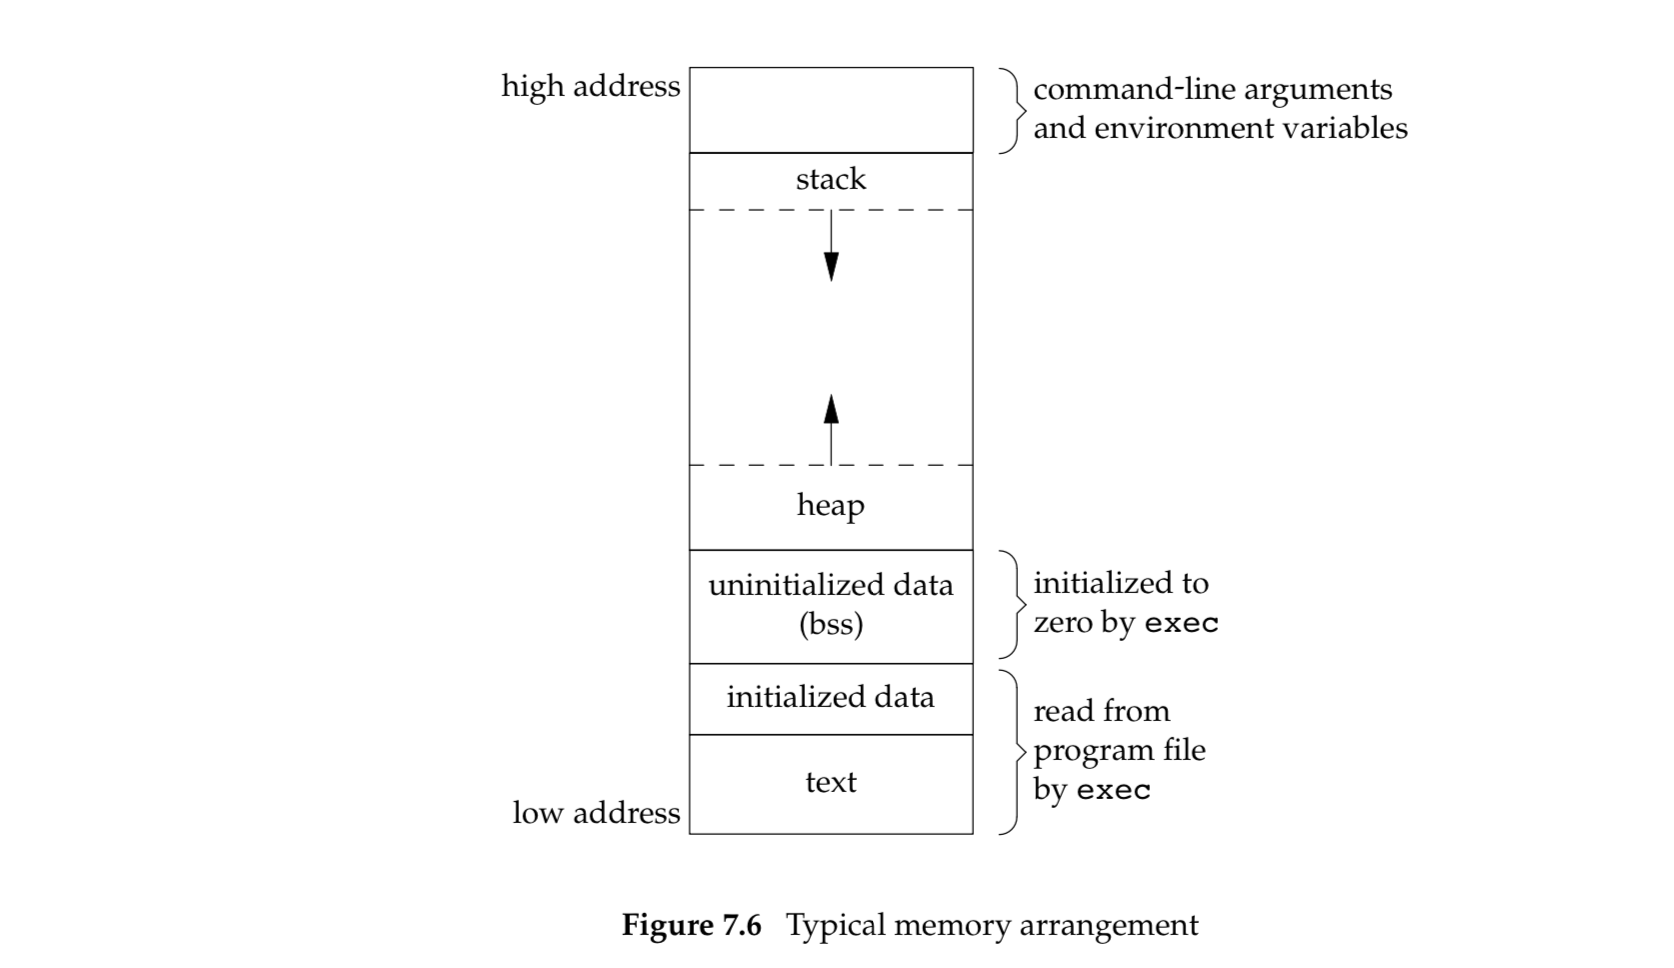 high address
command-line arguments
and environment variables
stack
heap
uninitialized data
(bss)
initialized to
zero by exec
initialized data
read from
program file
by exec
text
low address
Figure 7.6 Typical memory arrangement